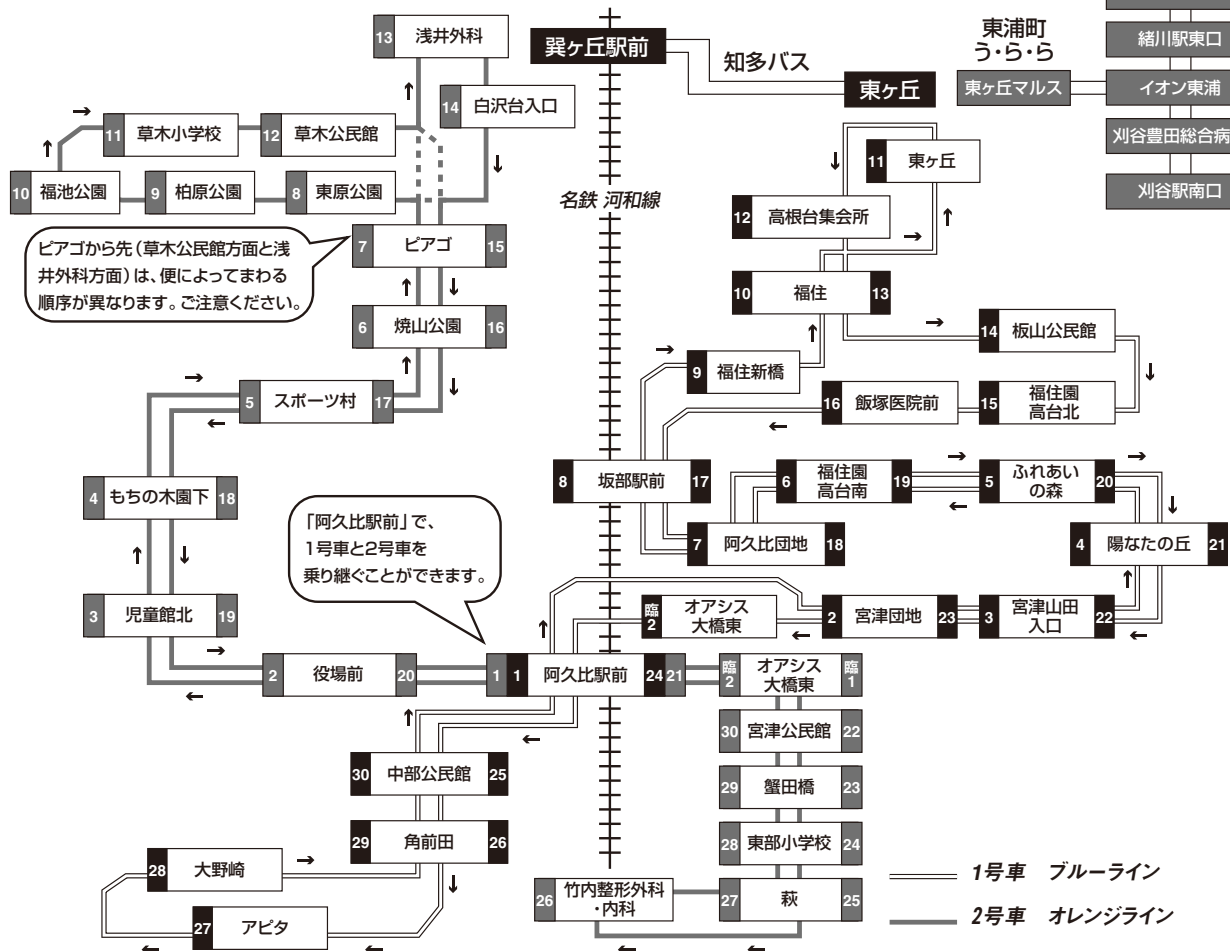 13 浅井外科
14 白沢台入口
11 草木小学校
12 草木公民館
10 福池公園
9 柏原公園
8 東原公園
7 ピアゴ 15
ピアゴから先(草木公民館方面と浅
井外科方面)は、便によってまわる
順序が異なります。ご注意ください。
6 焼山公園 16
5 スポーツ村 17
4 もちの木園下 18
3 児童館北 19
2 役場前 20
「阿久比駅前」で、
1号車と2号車を
乗り継ぐことができます。
1 1 阿久比駅前 24 21
巽ヶ丘駅前
知多バス
東ヶ丘
名鉄 河和線
東浦町
う・ら・ら
東ヶ丘マルス
緒川駅東口
イオン東浦
刈谷豊田総合病
刈谷駅南口
11 東ヶ丘
12 高根台集会所
10 福住 13
14 板山公民館
9 福住新橋
16 飯塚医院前
15 福住園
高台北
8 坂部駅前 17
6 福住園
高台南 19
5 ふれあい
の森 20
7 阿久比団地 18
4 陽なたの丘 21
臨2 オアシス
大橋東
2 宮津団地 23
3 宮津山田
入口 22
臨2 オアシス
大橋東 臨1
30 宮津公民館 22
29 蟹田橋 23
28 東部小学校 24
27 萩 25
26 竹内整形外科
・内科
30 中部公民館 25
29 角前田 26
28 大野崎
27 アピタ
1号車 ブルーライン
2号車 オレンジライン